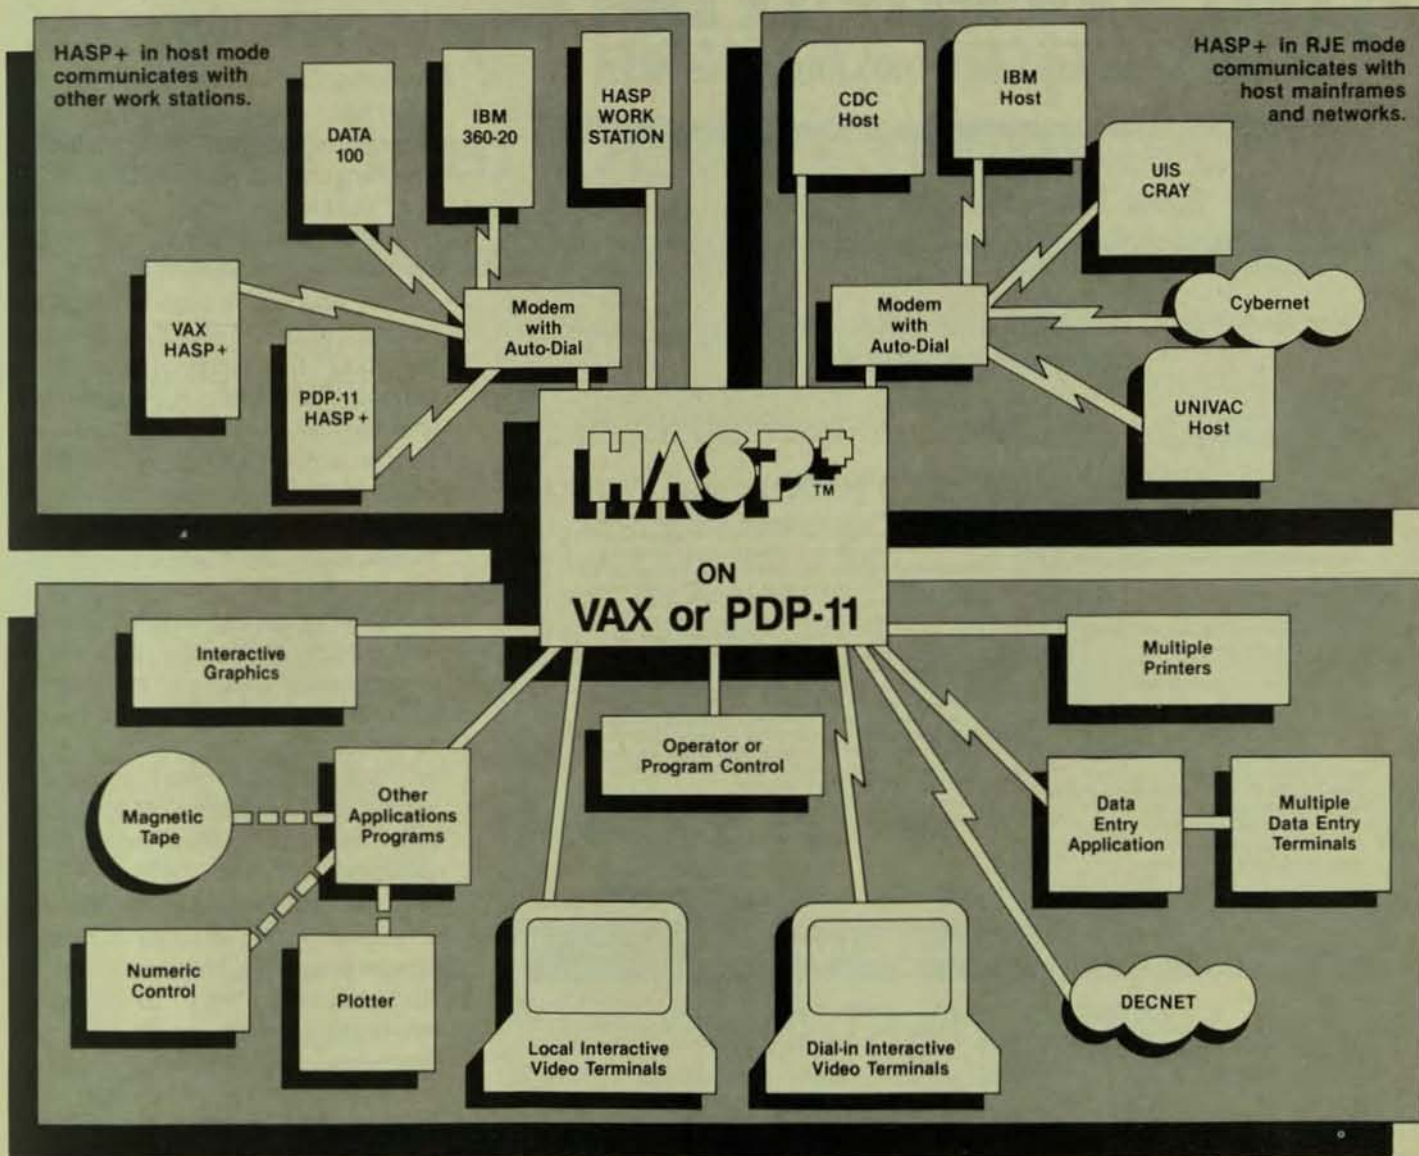 HASP+ in host mode
communicates with
other work stations.
DATA
100
IBM
360-20
HASP
WORK
STATION
VAX
HASP+
PDP-11
HASP+
Modem
with
Auto-Dial
HASP+ in RJE mode
communicates with
host mainframes
and networks.
CDC
Host
IBM
Host
UIS
CRAY
Cybernet
UNIVAC
Host
Modem
with
Auto-Dial
HASP+
TM
ON
VAX or PDP-11
Interactive
Graphics
Magnetic
Tape
Other
Applications
Programs
Numeric
Control
Plotter
Operator or
Program Control
Local Interactive
Video Terminals
Dial-in Interactive
Video Terminals
Multiple
Printers
Data
Entry
Application
Multiple
Data Entry
Terminals
DECNET